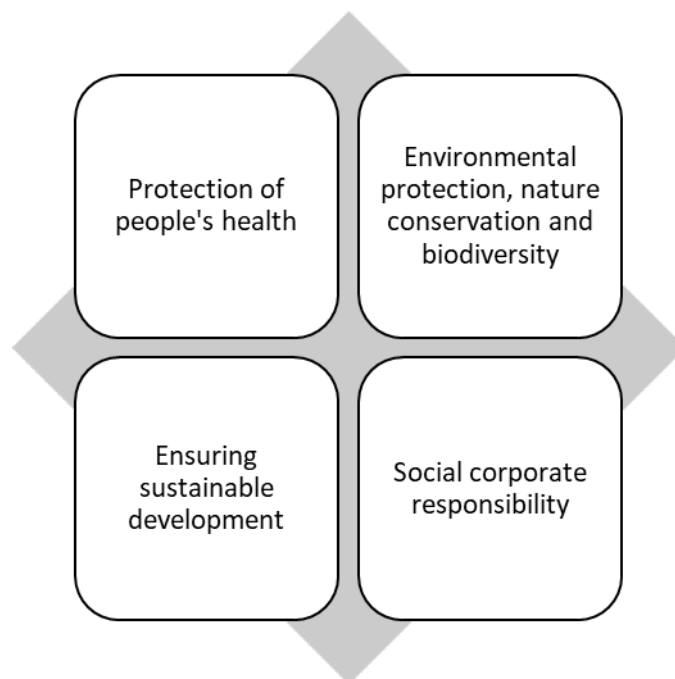 Protection of
people's health
Environmental
protection, nature
conservation and
biodiversity
Ensuring
sustainable
development
Social corporate
responsibility